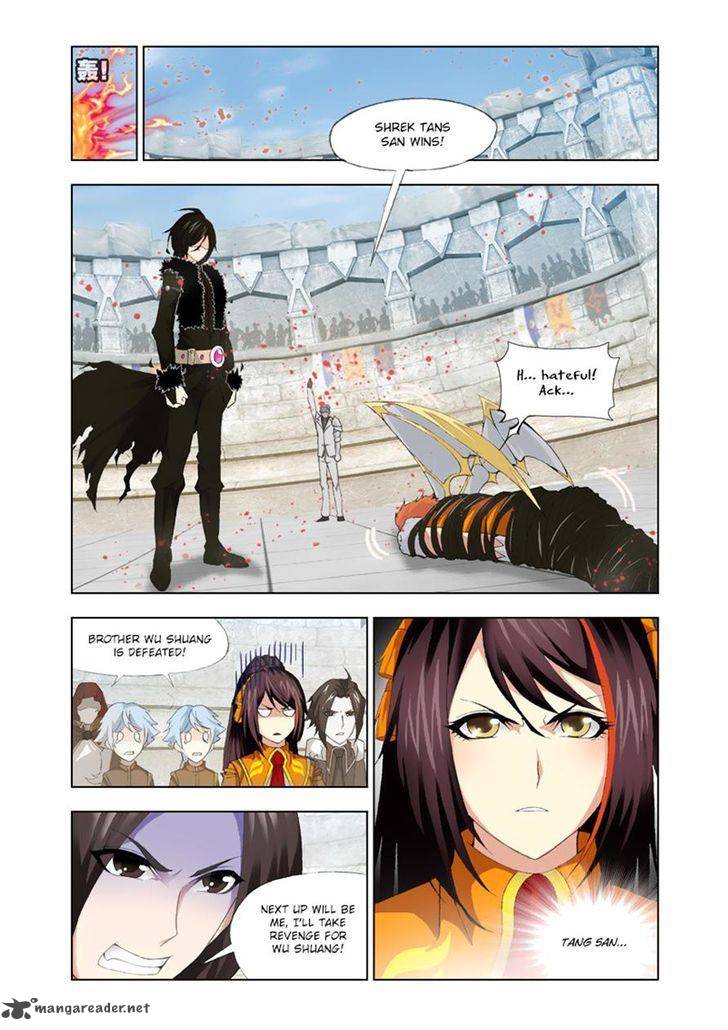 轰!
SHREK TANS
SAN WINS!
H... hateful!
Ack...
BROTHER WU SHUANG
IS DEFEATED!
TANG SAN...
NEXT UP WILL BE
ME, I'LL TAKE
REVENGE FOR
WU SHUANG!
mangareader.net